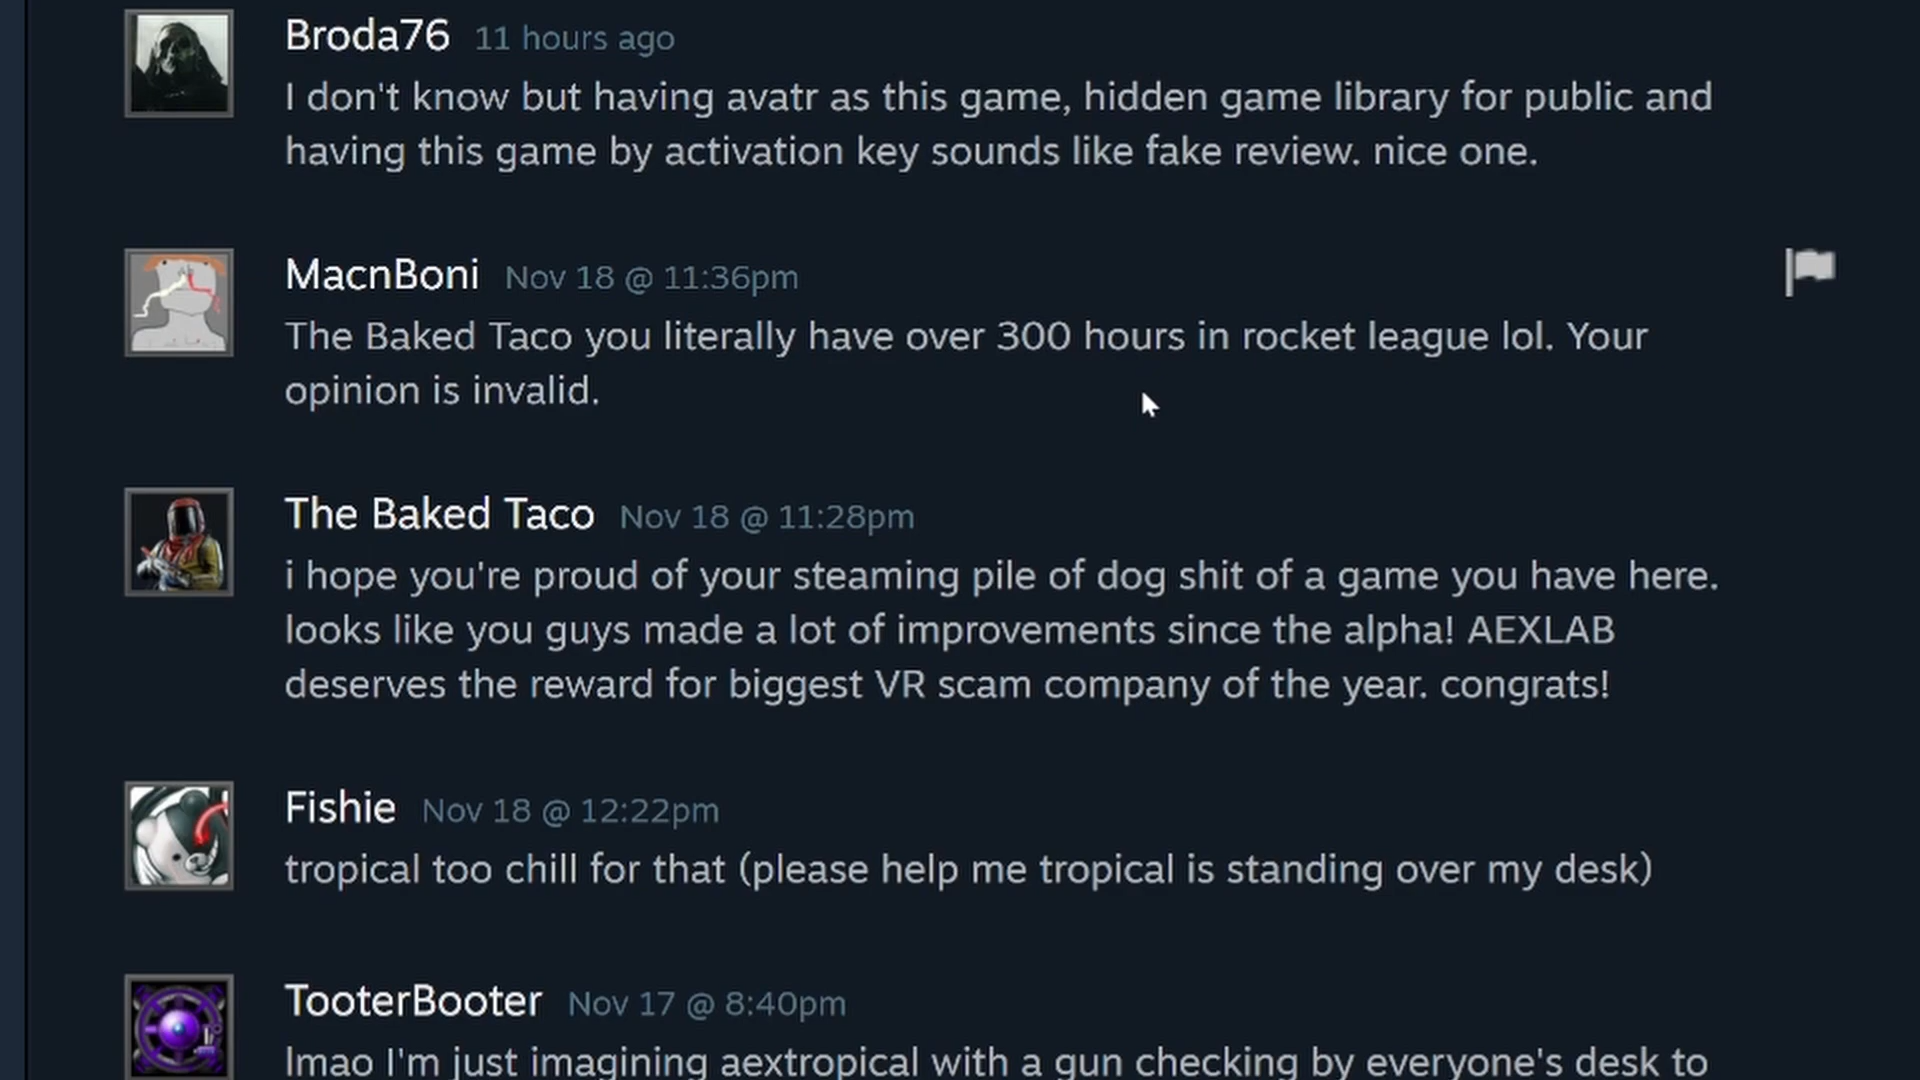 Broda76 11 hours ago
I don't know but having avatr as this game, hidden game library for public and
having this game by activation key sounds like fake review. nice one.
MacnBoni Nov 18 @ 11:36pm
The Baked Taco you literally have over 300 hours in rocket league lol. Your
opinion is invalid.
The Baked Taco Nov 18 @ 11:28pm
i hope you're proud of your steaming pile of dog shit of a game you have here.
looks like you guys made a lot of improvements since the alpha! AEXLAB
deserves the reward for biggest VR scam company of the year. congrats!
Fishie Nov 18 @ 12:22pm
tropical too chill for that (please help me tropical is standing over my desk)
TooterBooter Nov 17 @ 8:40pm
lmao I'm just imagining aextropical with a gun checking by everyone's desk to